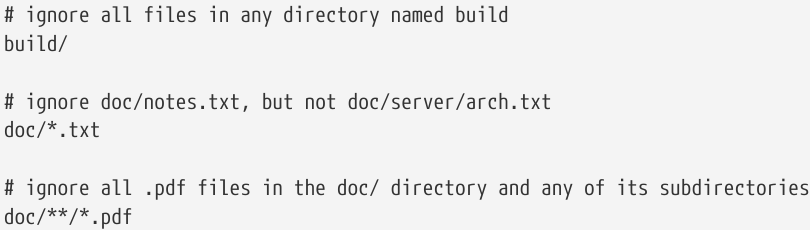 # ignore all files in any directory named build
build/
# ignore doc/notes.txt, but not doc/server/arch.txt
doc/*.txt
# ignore all .pdf files in the doc/ directory and any of its subdirectories
doc/**/*.pdf